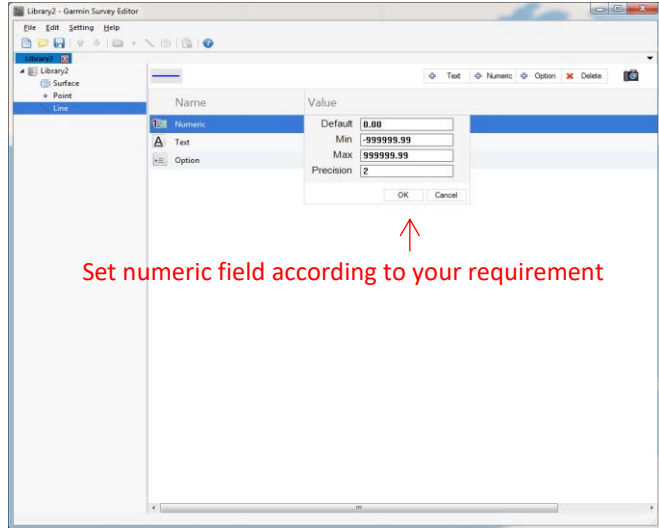 Library2 - Garmin Survey Editor
File Edit Setting Help
Library2
Library2
Surface
Point
Line
Text Numeric Option Delete
Name Value
Numeric
Text
Option
Default 0.00
Min -999999.99
Max 999999.99
Precision 2
OK Cancel
Set numeric field according to your requirement